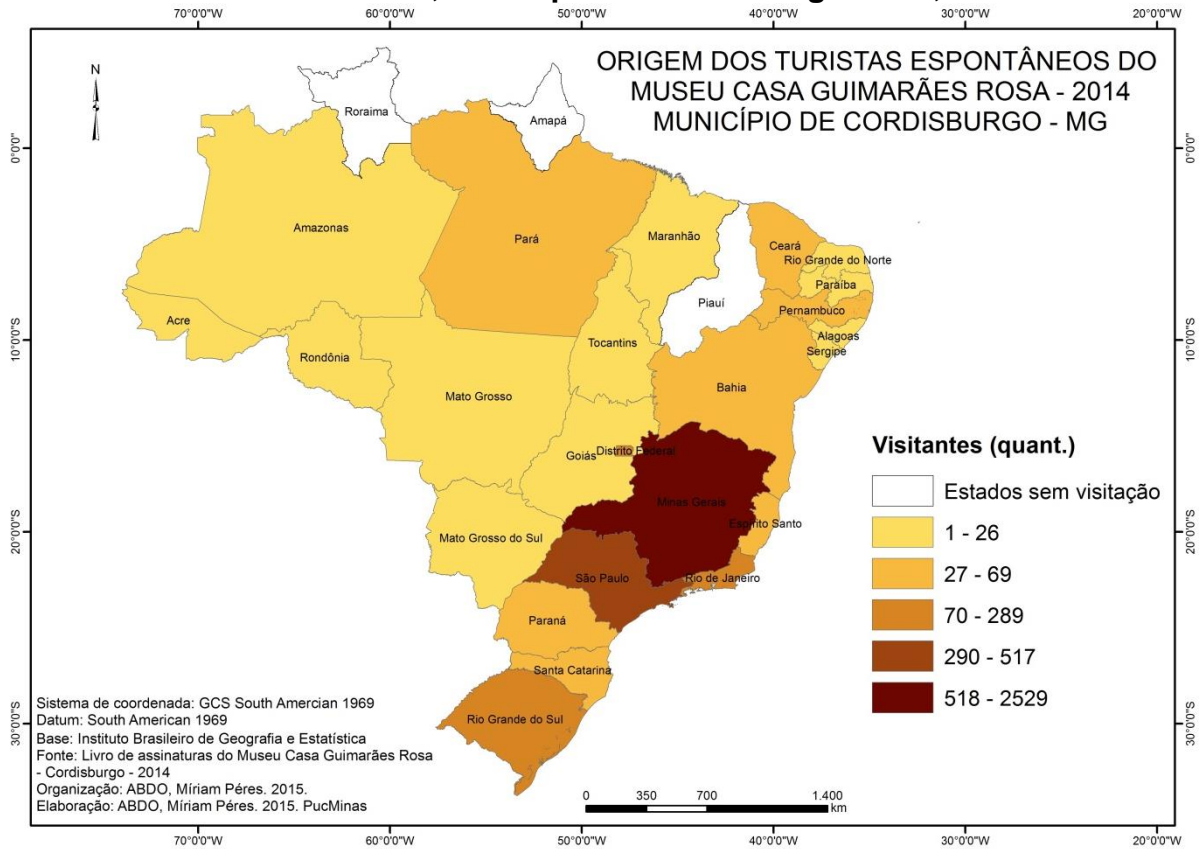 70°0'0"W 60°0'0"W 50°0'0"W 40°0'0"W 30°0'0"W 20°0'0"W
ORIGEM DOS TURISTAS ESPONTÂNEOS DO
MUSEU CASA GUIMARÃES ROSA - 2014
MUNICÍPIO DE CORDISBURGO - MG
N
Roraima
Amapá
0°0'0" 0°0'0"
Amazonas
Pará
Maranhão
Ceará
Rio Grande do Norte
Paraíba
Piauí
Pernambuco
Acre
Alagoas
10°0'0"S 10°0'0"S
Tocantins
Sergipe
Rondônia
Bahia
Mato Grosso
Goiás
Distrito Federal
Minas Gerais
Espírito Santo
20°0'0"S 20°0'0"S
Mato Grosso do Sul
São Paulo
Rio de Janeiro
Paraná
Santa Catarina
Rio Grande do Sul
30°0'0"S 30°0'0"S
Visitantes (quant.)
Estados sem visitação
1 - 26
27 - 69
70 - 289
290 - 517
518 - 2529
Sistema de coordenada: GCS South Amercian 1969
Datum: South American 1969
Base: Instituto Brasileiro de Geografia e Estatística
Fonte: Livro de assinaturas do Museu Casa Guimarães Rosa
- Cordisburgo - 2014
Organização: ABDO, Míriam Péres. 2015.
Elaboração: ABDO, Míriam Péres. 2015. PucMinas
0 350 700 1.400
km
70°0'0"W 60°0'0"W 50°0'0"W 40°0'0"W 30°0'0"W 20°0'0"W